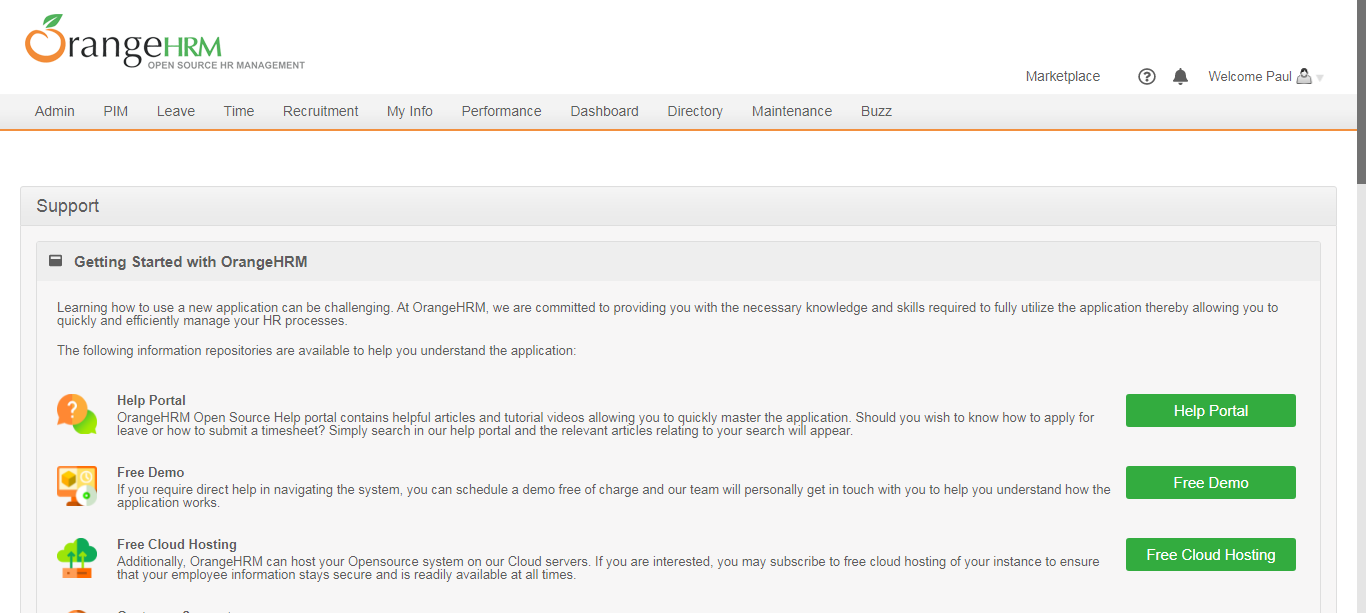 OrangeHRM
OPEN SOURCE HR MANAGEMENT
Marketplace
?
Welcome Paul
Admin PIM Leave Time Recruitment My Info Performance Dashboard Directory Maintenance Buzz
Support
Getting Started with OrangeHRM
Learning how to use a new application can be challenging. At OrangeHRM, we are committed to providing you with the necessary knowledge and skills required to fully utilize the application thereby allowing you to
quickly and efficiently manage your HR processes.
The following information repositories are available to help you understand the application:
?
Help Portal
OrangeHRM Open Source Help portal contains helpful articles and tutorial videos allowing you to quickly master the application. Should you wish to know how to apply for
leave or how to submit a timesheet? Simply search in our help portal and the relevant articles relating to your search will appear.
Help Portal
Free Demo
If you require direct help in navigating the system, you can schedule a demo free of charge and our team will personally get in touch with you to help you understand how the
application works.
Free Demo
Free Cloud Hosting
Additionally, OrangeHRM can host your Opensource system on our Cloud servers. If you are interested, you may subscribe to free cloud hosting of your instance to ensure
that your employee information stays secure and is readily available at all times.
Free Cloud Hosting